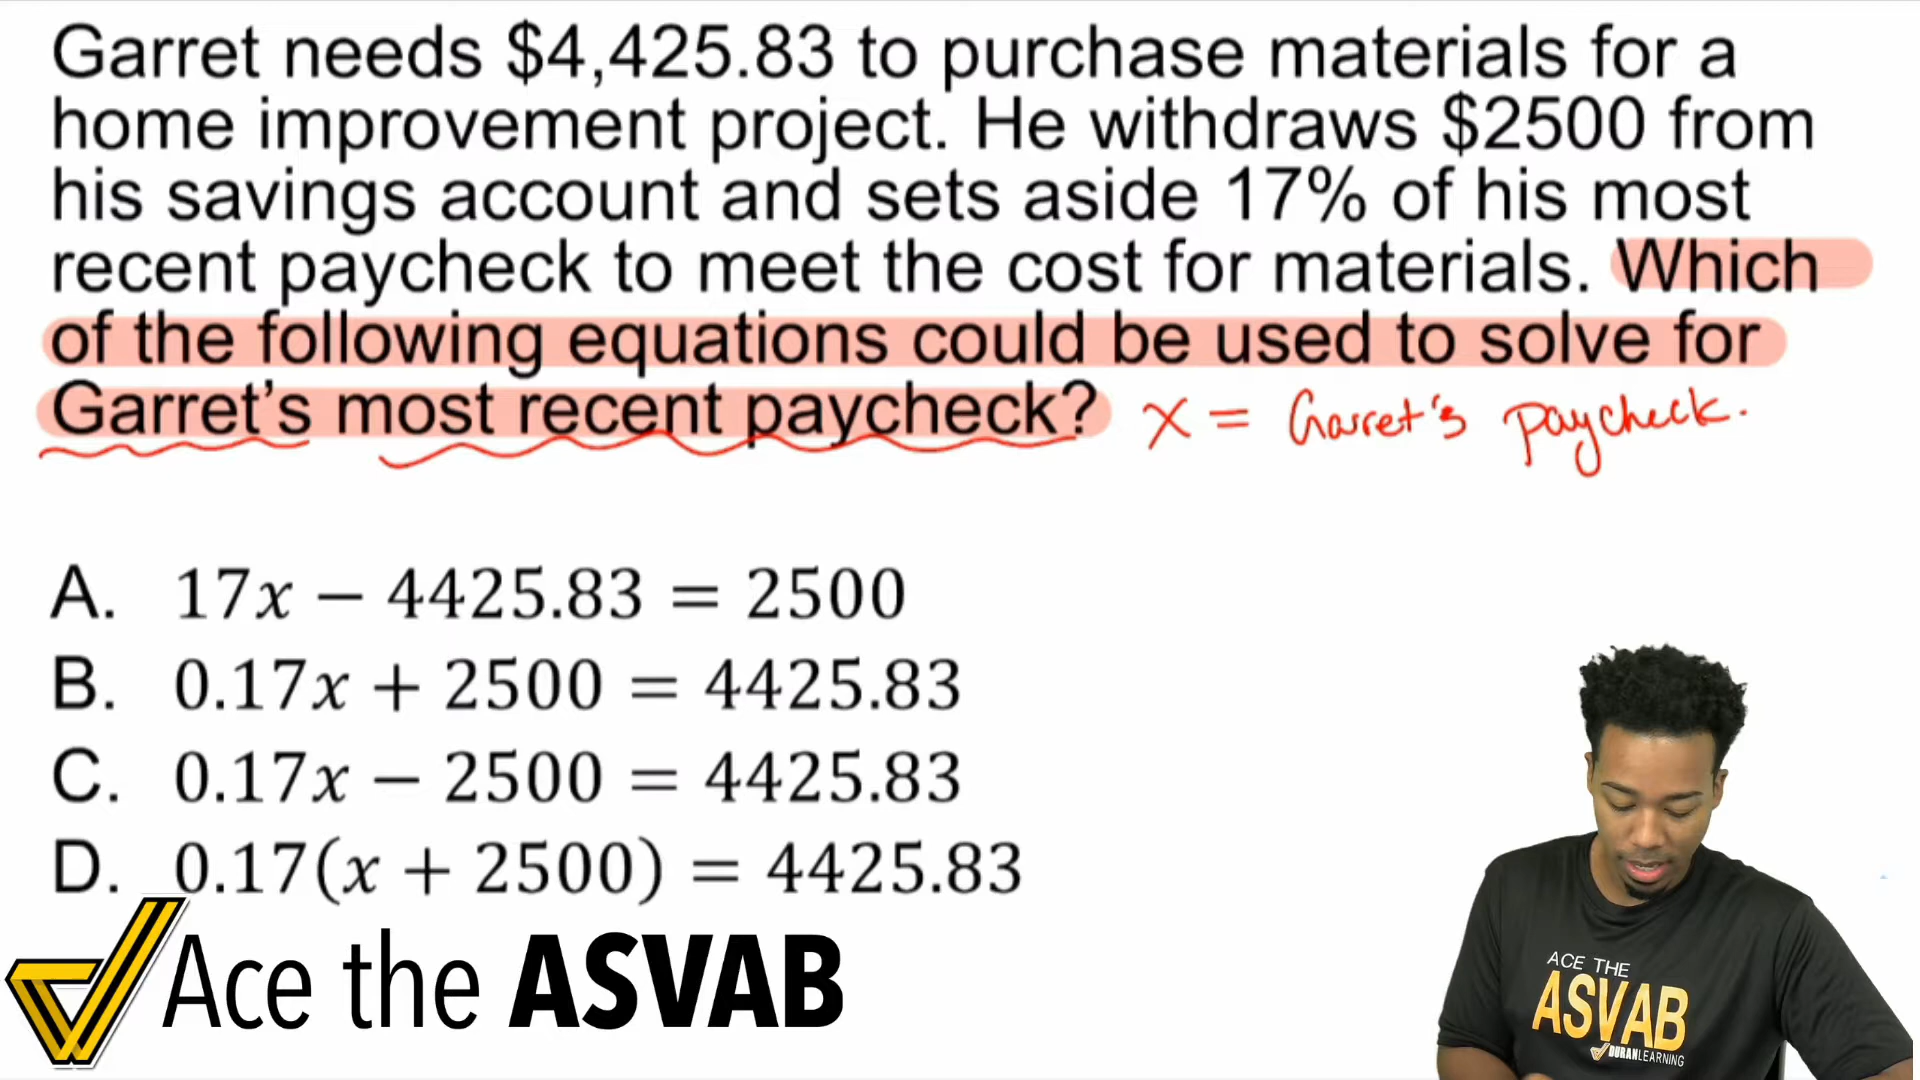 Garret needs $4,425.83 to purchase materials for a
home improvement project. He withdraws $2500 from
his savings account and sets aside 17% of his most
recent paycheck to meet the cost for materials. Which
of the following equations could be used to solve for
Garret’s most recent paycheck? x = Garret's paycheck.
A. 17x − 4425.83 = 2500
B. 0.17x + 2500 = 4425.83
C. 0.17x − 2500 = 4425.83
D. 0.17(x + 2500) = 4425.83
Ace the ASVAB
ACE THE
ASVAB
DURANLEARNING